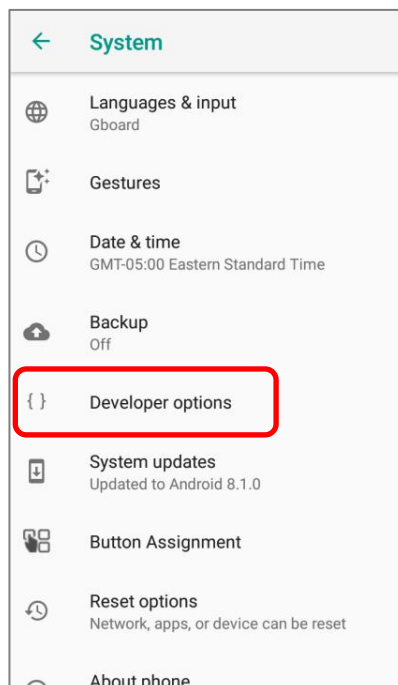 System
Languages & input
Gboard
Gestures
Date & time
GMT-05:00 Eastern Standard Time
Backup
Off
{ } Developer options
System updates
Updated to Android 8.1.0
Button Assignment
Reset options
Network, apps, or device can be reset
About phone